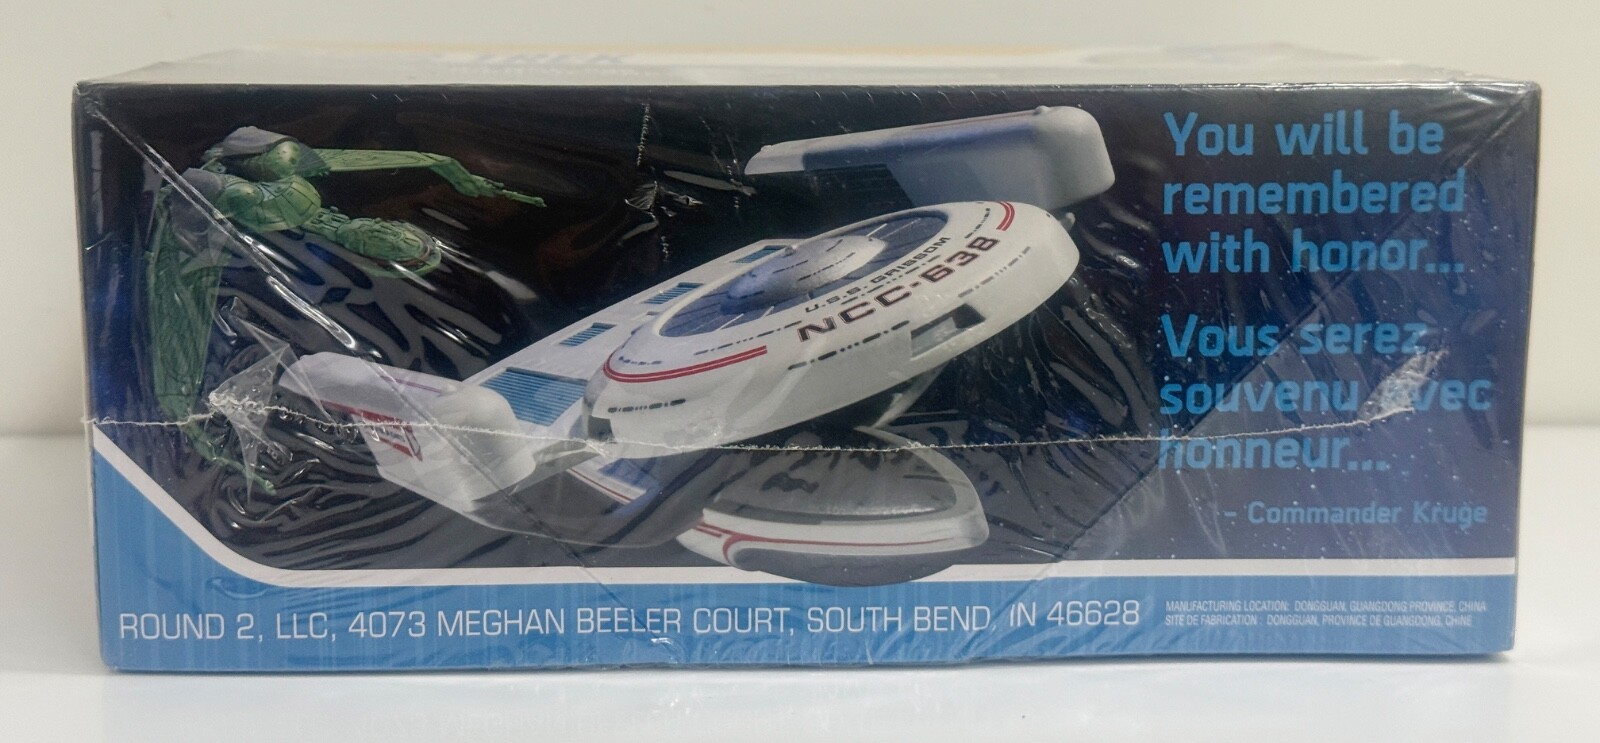 TREK
You will be
remembered
with honor...
Vous serez
souvenu avec
honneur...
- Commander Kruge
U.S.S. GRISSOM
NCC-638
ROUND 2, LLC, 4073 MEGHAN BEELER COURT, SOUTH BEND, IN 46628
MANUFACTURING LOCATION: DONGGUAN, GUANGDONG PROVINCE, CHINA
SITE DE FABRICATION : DONGGUAN, PROVINCE DE GUANGDONG, CHINE